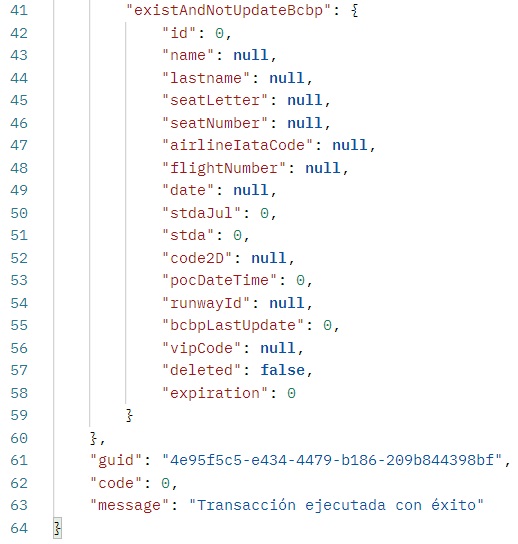 41 "existAndNotUpdateBcbp": {
42 "id": 0,
43 "name": null,
44 "lastname": null,
45 "seatLetter": null,
46 "seatNumber": null,
47 "airlineIataCode": null,
48 "flightNumber": null,
49 "date": null,
50 "stdaJul": 0,
51 "stda": 0,
52 "code2D": null,
53 "pocDateTime": 0,
54 "runwayId": null,
55 "bcbpLastUpdate": 0,
56 "vipCode": null,
57 "deleted": false,
58 "expiration": 0
59 }
60 },
61 "guid": "4e95f5c5-e434-4479-b186-209b844398bf",
62 "code": 0,
63 "message": "Transacción ejecutada con éxito"
64 }